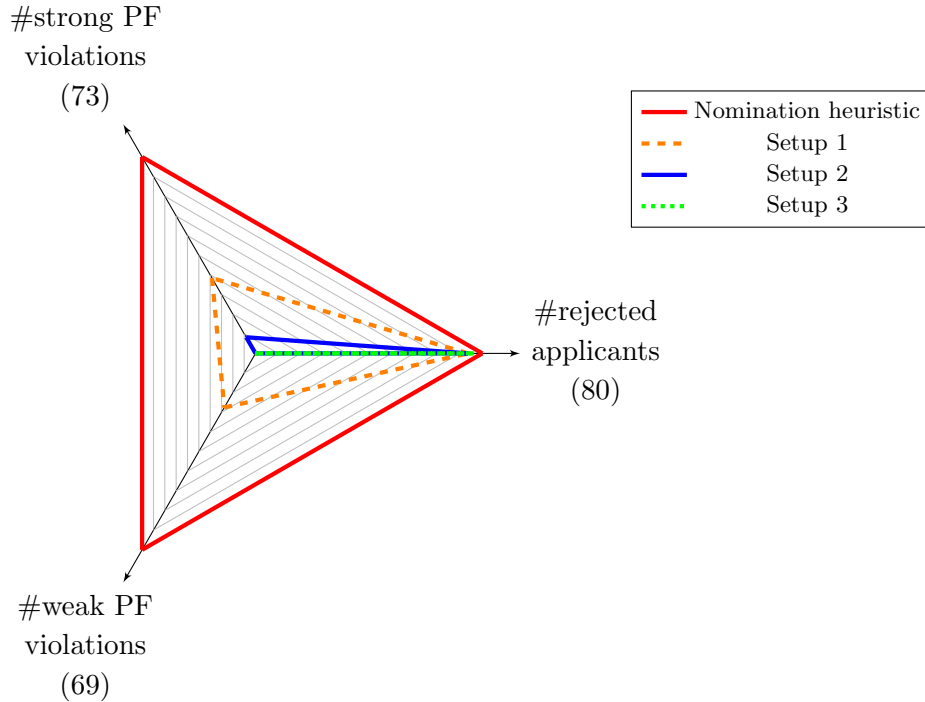 #strong PF
violations
(73)
Nomination heuristic
Setup 1
Setup 2
Setup 3
#rejected
applicants
(80)
#weak PF
violations
(69)